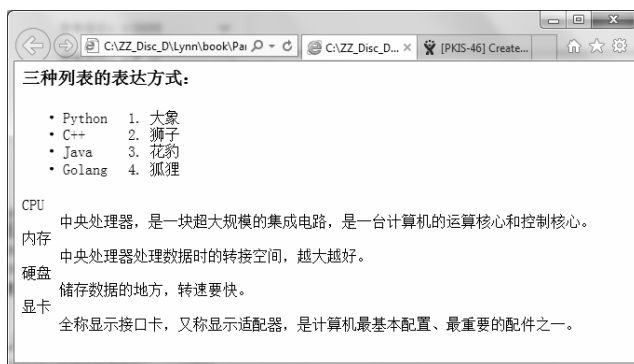 C:\ZZ_Disc_D\Lynn\book\Pai
C:\ZZ_Disc_D...
[PKIS-46] Create...
三种列表的表达方式：
• Python 1. 大象
• C++ 2. 狮子
• Java 3. 花豹
• Golang 4. 狐狸
CPU
中央处理器，是一块超大规模的集成电路，是一台计算机的运算核心和控制核心。
内存
中央处理器处理数据时的转接空间，越大越好。
硬盘
储存数据的地方，转速要快。
显卡
全称显示接口卡，又称显示适配器，是计算机最基本配置、最重要的配件之一。